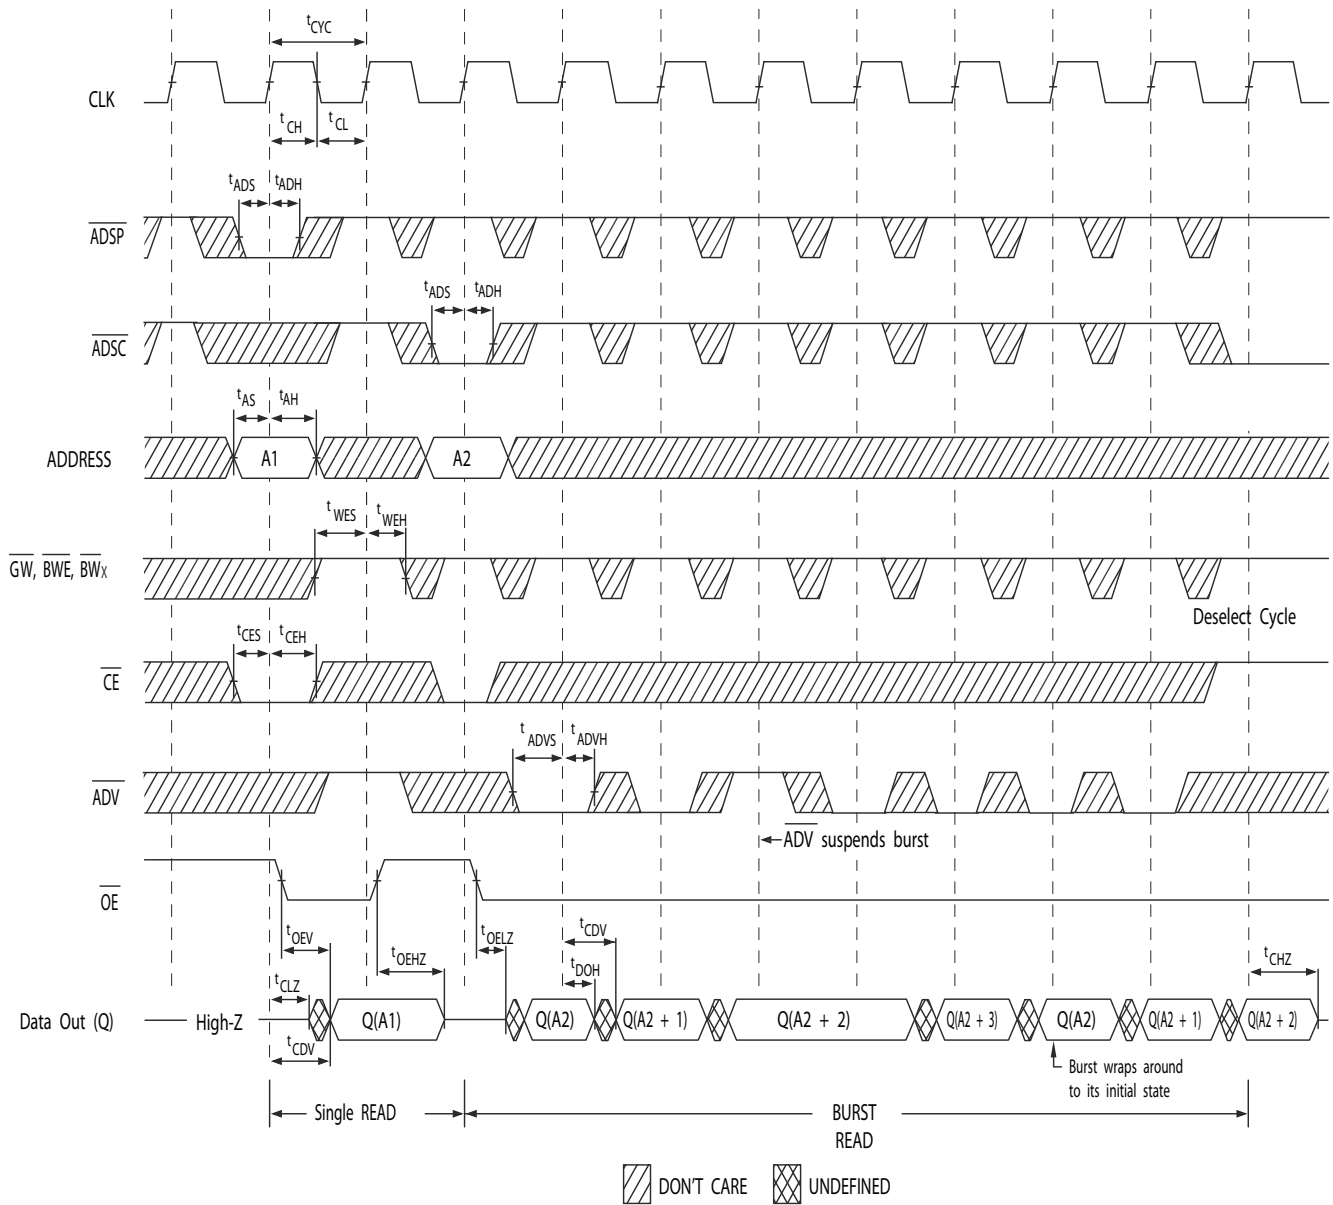 tCYC
CLK
tCH
tCL
tADS
tADH
ADSP
tADS
tADH
ADSC
tAS
tAH
ADDRESS
A1
A2
tWES
tWEH
GW, BWE, BWX
Deselect Cycle
tCES
tCEH
CE
tADVS
tADVH
ADV
ADV suspends burst
OE
tOEV
tOEHZ
tOELZ
tCDV
tDOH
tCHZ
tCLZ
Data Out (Q)
High-Z
Q(A1)
Q(A2)
Q(A2 + 1)
Q(A2 + 2)
Q(A2 + 3)
Q(A2)
Q(A2 + 1)
Q(A2 + 2)
tCDV
Burst wraps around
to its initial state
Single READ
BURST
READ
DON'T CARE
UNDEFINED